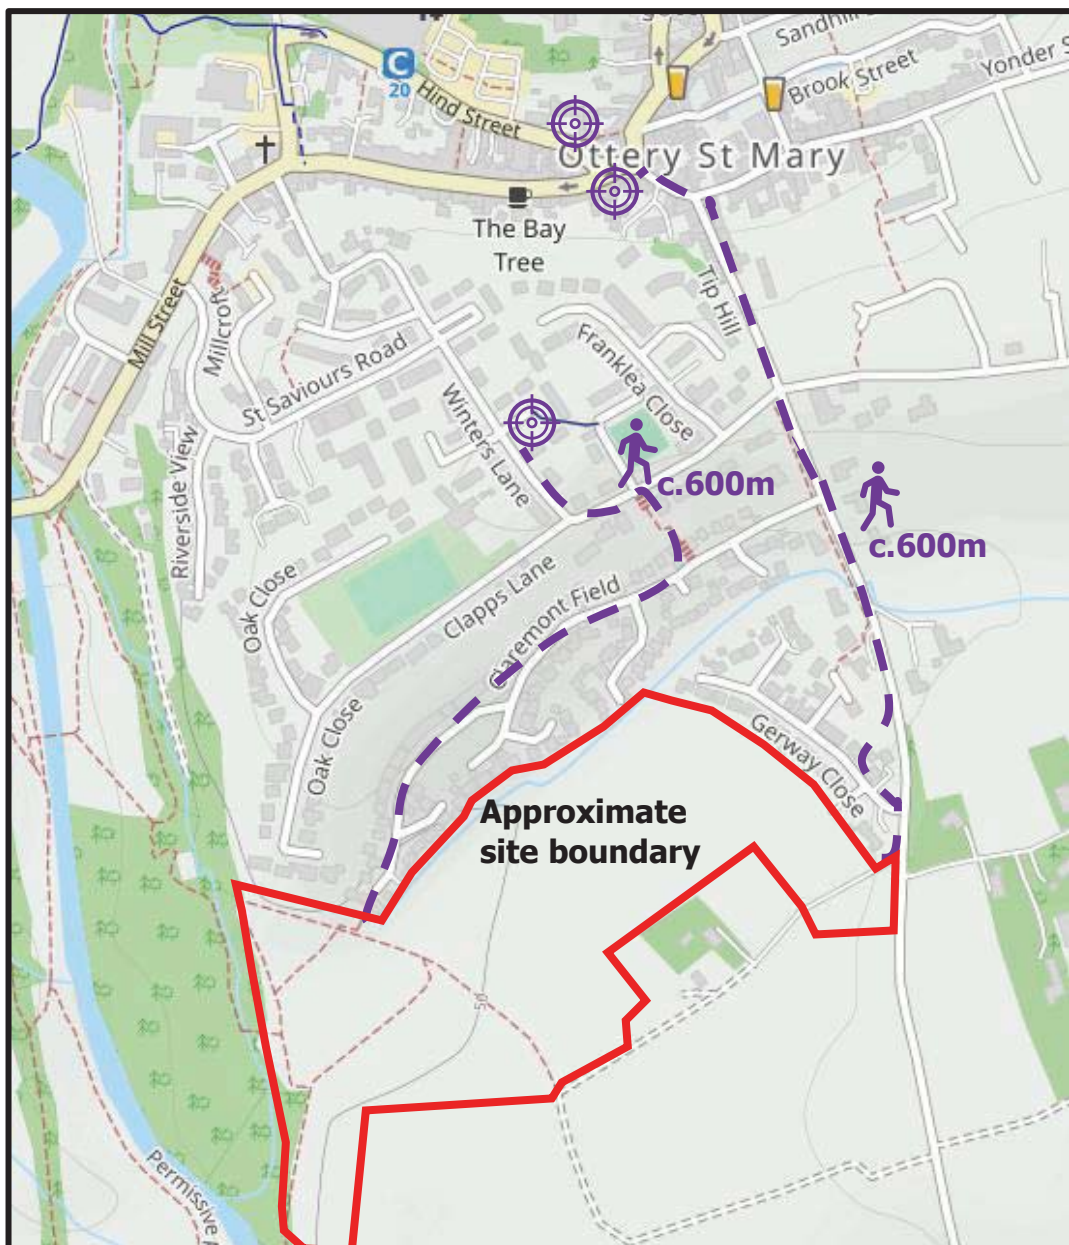 Sandhill
C
20
Hind Street
Brook Street
Yonder S
Ottery St Mary
The Bay
Tree
Mill Street
Millcroft
St Saviours Road
Winters Lane
Franklea Close
Tip Hill
Riverside View
c.600m
c.600m
Oak Close
Clapps Lane
Claremont Field
Oak Close
Gerway Close
Approximate
site boundary
Permissive